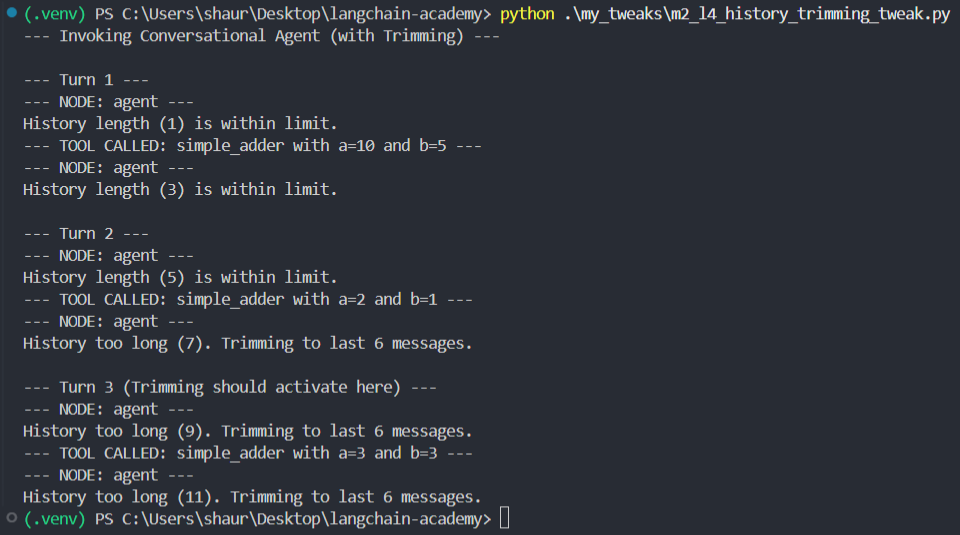 (.venv) PS C:\Users\shaur\Desktop\langchain-academy> python .\my_tweaks\m2_l4_history_trimming_tweak.py
--- Invoking Conversational Agent (with Trimming) ---
--- Turn 1 ---
--- NODE: agent ---
History length (1) is within limit.
--- TOOL CALLED: simple_adder with a=10 and b=5 ---
--- NODE: agent ---
History length (3) is within limit.
--- Turn 2 ---
--- NODE: agent ---
History length (5) is within limit.
--- TOOL CALLED: simple_adder with a=2 and b=1 ---
--- NODE: agent ---
History too long (7). Trimming to last 6 messages.
--- Turn 3 (Trimming should activate here) ---
--- NODE: agent ---
History too long (9). Trimming to last 6 messages.
--- TOOL CALLED: simple_adder with a=3 and b=3 ---
--- NODE: agent ---
History too long (11). Trimming to last 6 messages.
(.venv) PS C:\Users\shaur\Desktop\langchain-academy>